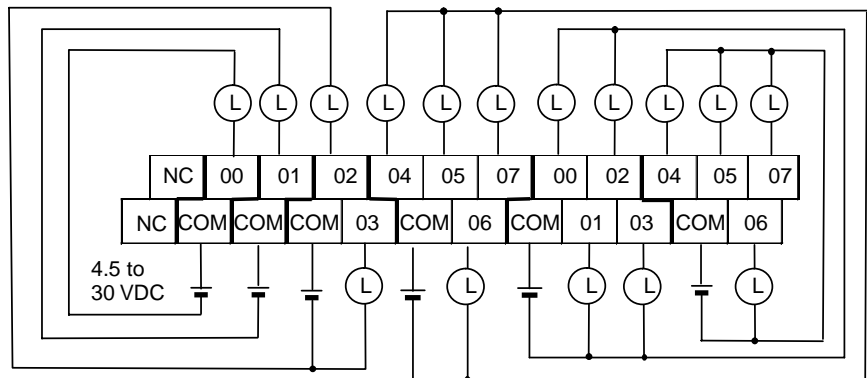 L L L L L L L L L L L
NC 00 01 02 04 05 07 00 02 04 05 07
NC COM COM COM 03 COM 06 COM 01 03 COM 06
4.5 to
30 VDC
L L L L L